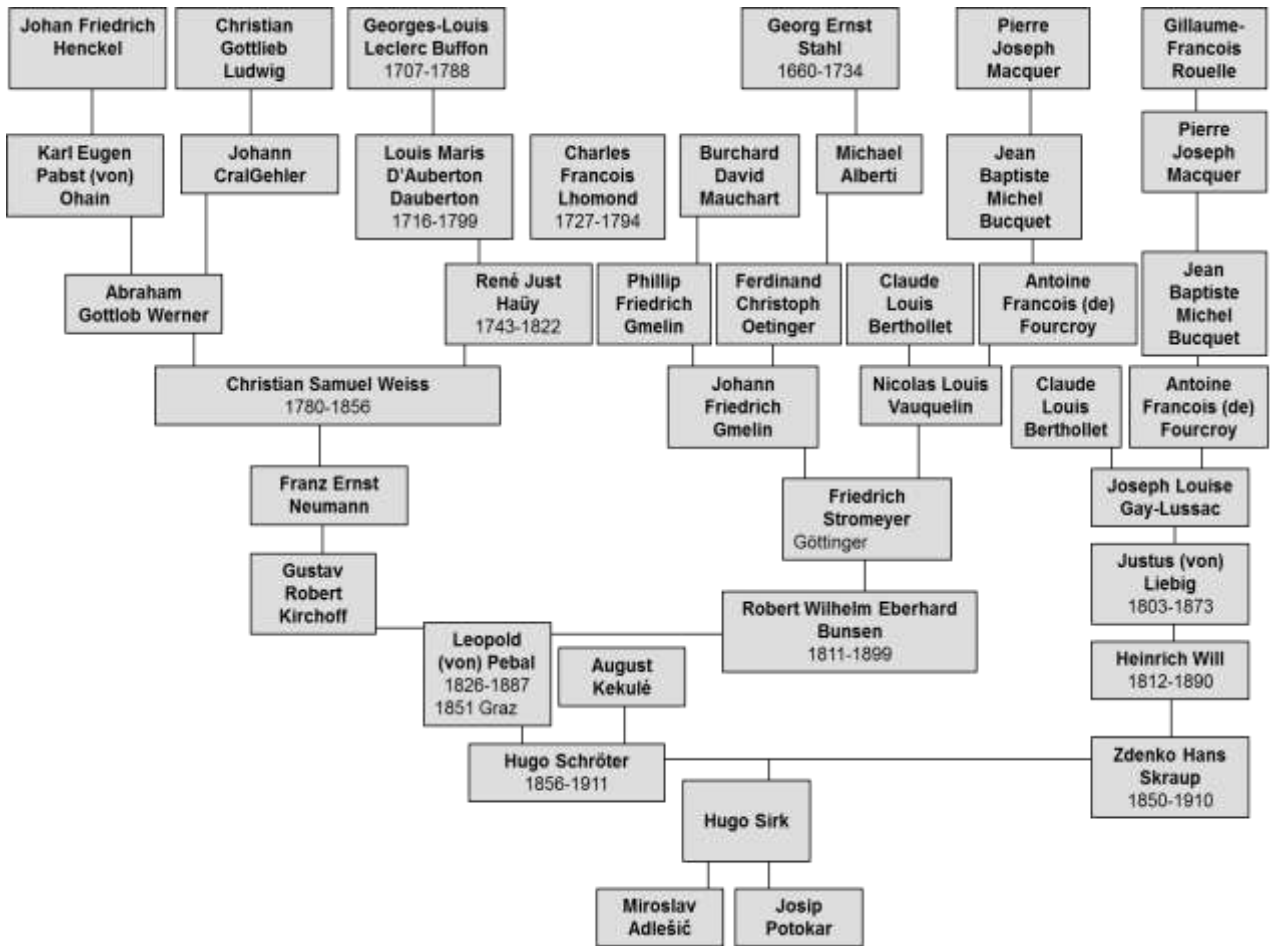 Johan Friedrich
Henckel
Christian
Gottlieb
Ludwig
Georges-Louis
Leclerc Buffon
1707-1788
Georg Ernst
Stahl
1660-1734
Pierre
Joseph
Macquer
Gillaume-
Francois
Rouelle
Karl Eugen
Pabst (von)
Ohain
Johann
CralGehler
Louis Maris
D'Auberton
Dauberton
1716-1799
Charles
Francois
Lhomond
1727-1794
Burchard
David
Mauchart
Michael
Alberti
Jean
Baptiste
Michel
Bucquet
Pierre
Joseph
Macquer
Abraham
Gottlob Werner
René Just
Haüy
1743-1822
Phillip
Friedrich
Gmelin
Ferdinand
Christoph
Oetinger
Claude
Louis
Berthollet
Antoine
Francois (de)
Fourcroy
Jean
Baptiste
Michel
Bucquet
Christian Samuel Weiss
1780-1856
Johann
Friedrich
Gmelin
Nicolas Louis
Vauquelin
Claude
Louis
Berthollet
Antoine
Francois (de)
Fourcroy
Franz Ernst
Neumann
Friedrich
Stromeyer
Göttinger
Joseph Louise
Gay-Lussac
Gustav
Robert
Kirchoff
Justus (von)
Liebig
1803-1873
Robert Wilhelm Eberhard
Bunsen
1811-1899
Leopold
(von) Pebal
1826-1887
1851 Graz
August
Kekulé
Heinrich Will
1812-1890
Hugo Schröter
1856-1911
Zdenko Hans
Skraup
1850-1910
Hugo Sirk
Miroslav
Adlešič
Josip
Potokar